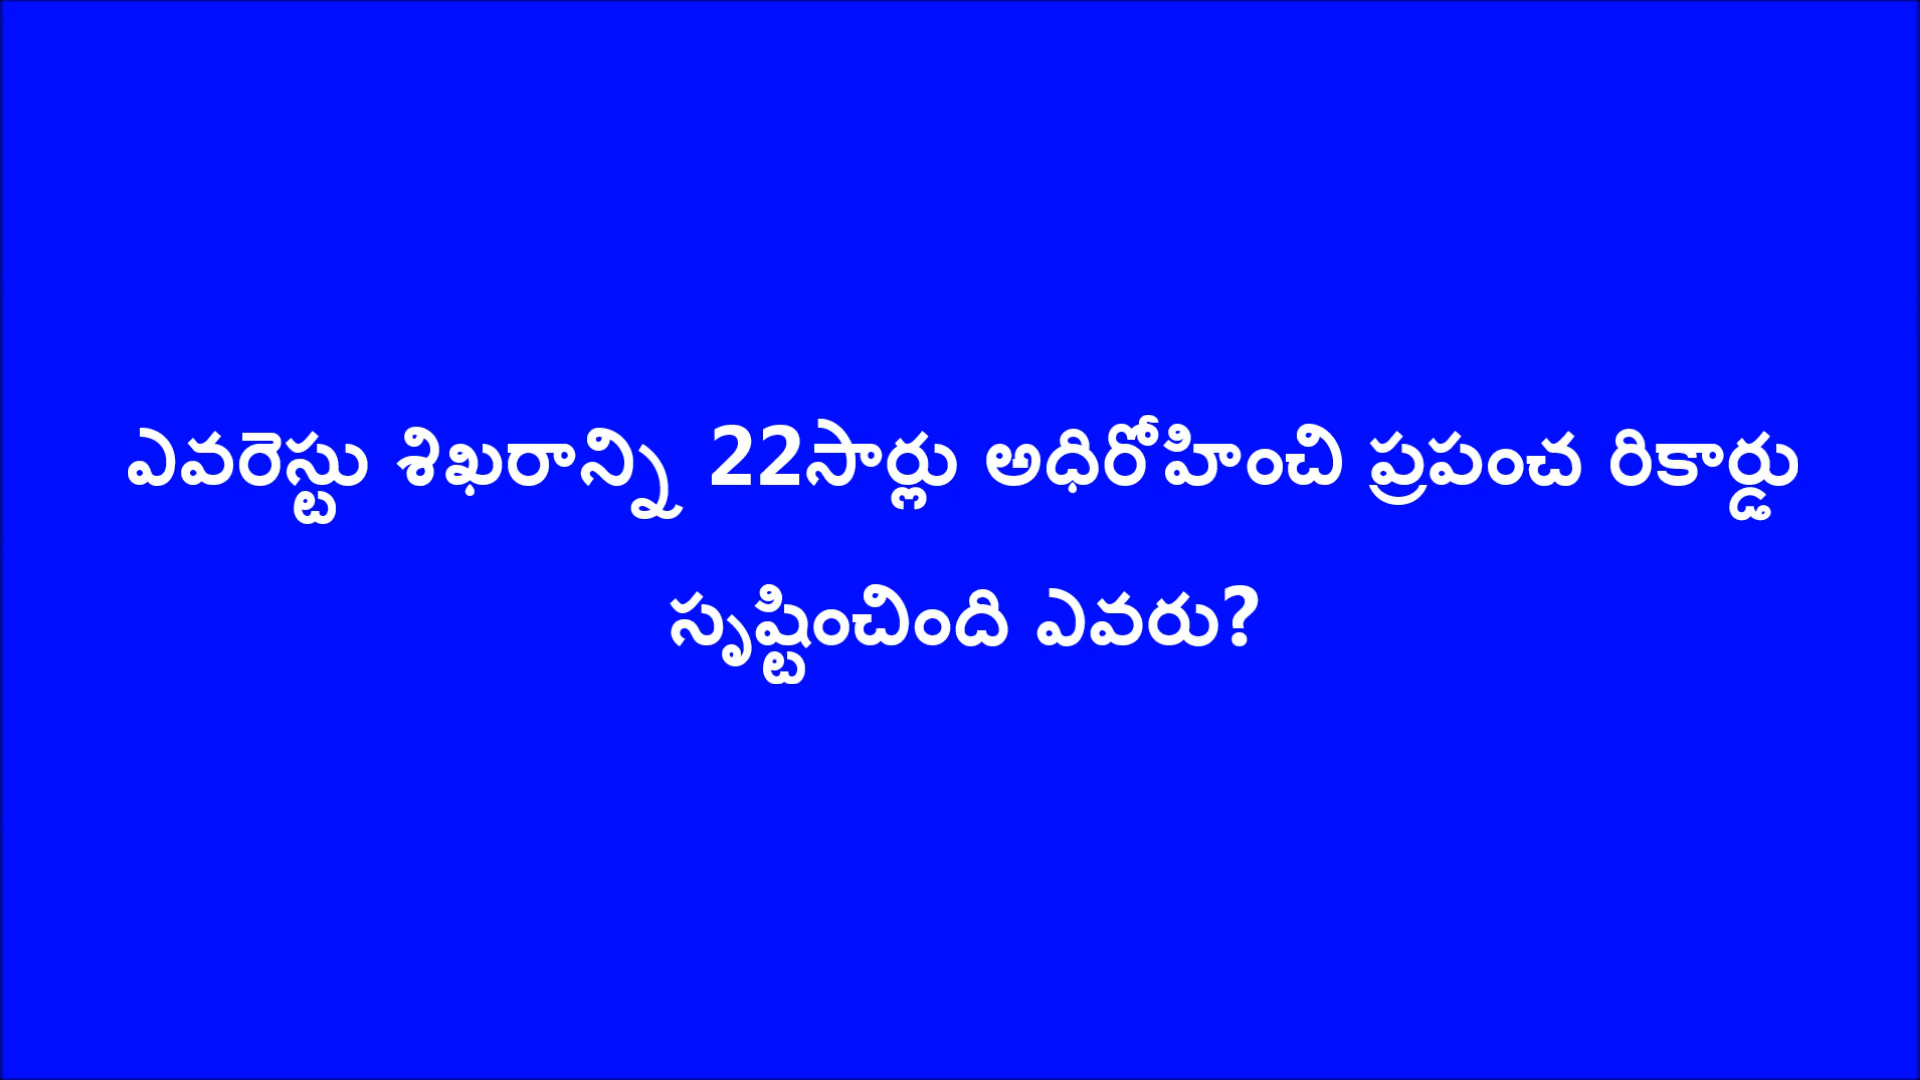 ఎవరెస్టు శిఖరాన్ని 22సార్లు అధిరోహించి ప్రపంచ రికార్డు
సృష్టించింది ఎవరు?